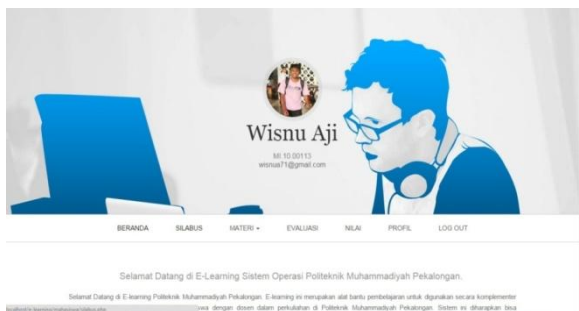 Wisnu Aji
MI.10.00113
wisnua71@gmail.com
BERANDA SILABUS MATERI EVALUASI NILAI PROFIL LOG OUT
Selamat Datang di E-Learning Sistem Operasi Politeknik Muhammadiyah Pekalongan.
Selamat Datang di E-learning Politeknik Muhammadiyah Pekalongan. E-learning ini merupakan alat bantu pembelajaran untuk digunakan secara komplementer
dengan dosen dalam perkuliahan di Politeknik Muhammadiyah Pekalongan. Sistem ini diharapkan bisa